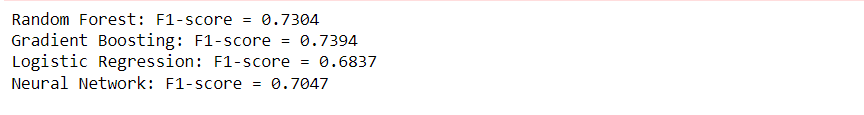 Random Forest: F1-score = 0.7304
Gradient Boosting: F1-score = 0.7394
Logistic Regression: F1-score = 0.6837
Neural Network: F1-score = 0.7047